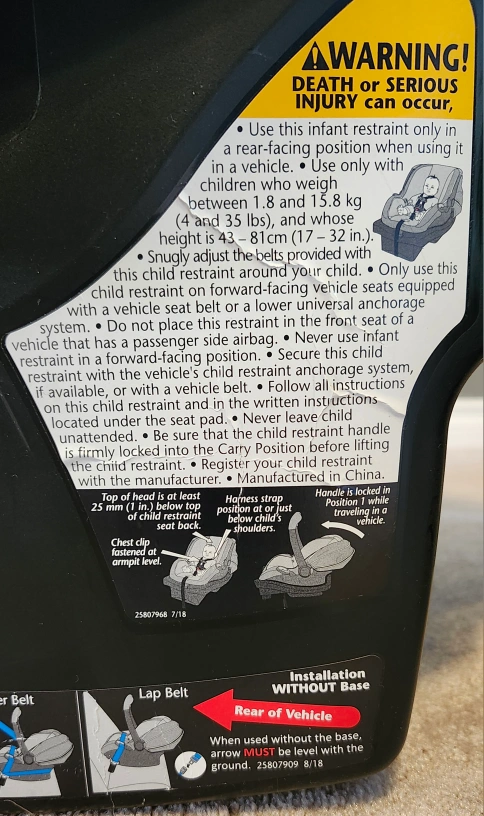 WARNING!
DEATH or SERIOUS
INJURY can occur,
• Use this infant restraint only in
a rear-facing position when using it
in a vehicle. • Use only with
children who weigh
between 1.8 and 15.8 kg
(4 and 35 lbs), and whose
height is 43 – 81cm (17 – 32 in.).
• Snugly adjust the belts provided with
this child restraint around your child. • Only use this
child restraint on forward-facing vehicle seats equipped
with a vehicle seat belt or a lower universal anchorage
system. • Do not place this restraint in the front seat of a
vehicle that has a passenger side airbag. • Never use infant
restraint in a forward-facing position. • Secure this child
restraint with the vehicle's child restraint anchorage system,
if available, or with a vehicle belt. • Follow all instructions
on this child restraint and in the written instructions
located under the seat pad. • Never leave child
unattended. • Be sure that the child restraint handle
is firmly locked into the Carry Position before lifting
the child restraint. • Register your child restraint
with the manufacturer. • Manufactured in China.
Top of head is at least
25 mm (1 in.) below top
of child restraint
seat back.
Harness strap
position at or just
below child's
shoulders.
Handle is locked in
Position 1 while
traveling in a
vehicle.
Chest clip
fastened at
armpit level.
25807968 7/18
Installation
WITHOUT Base
er Belt
Lap Belt
Rear of Vehicle
When used without the base,
arrow MUST be level with the
ground. 25807909 8/18